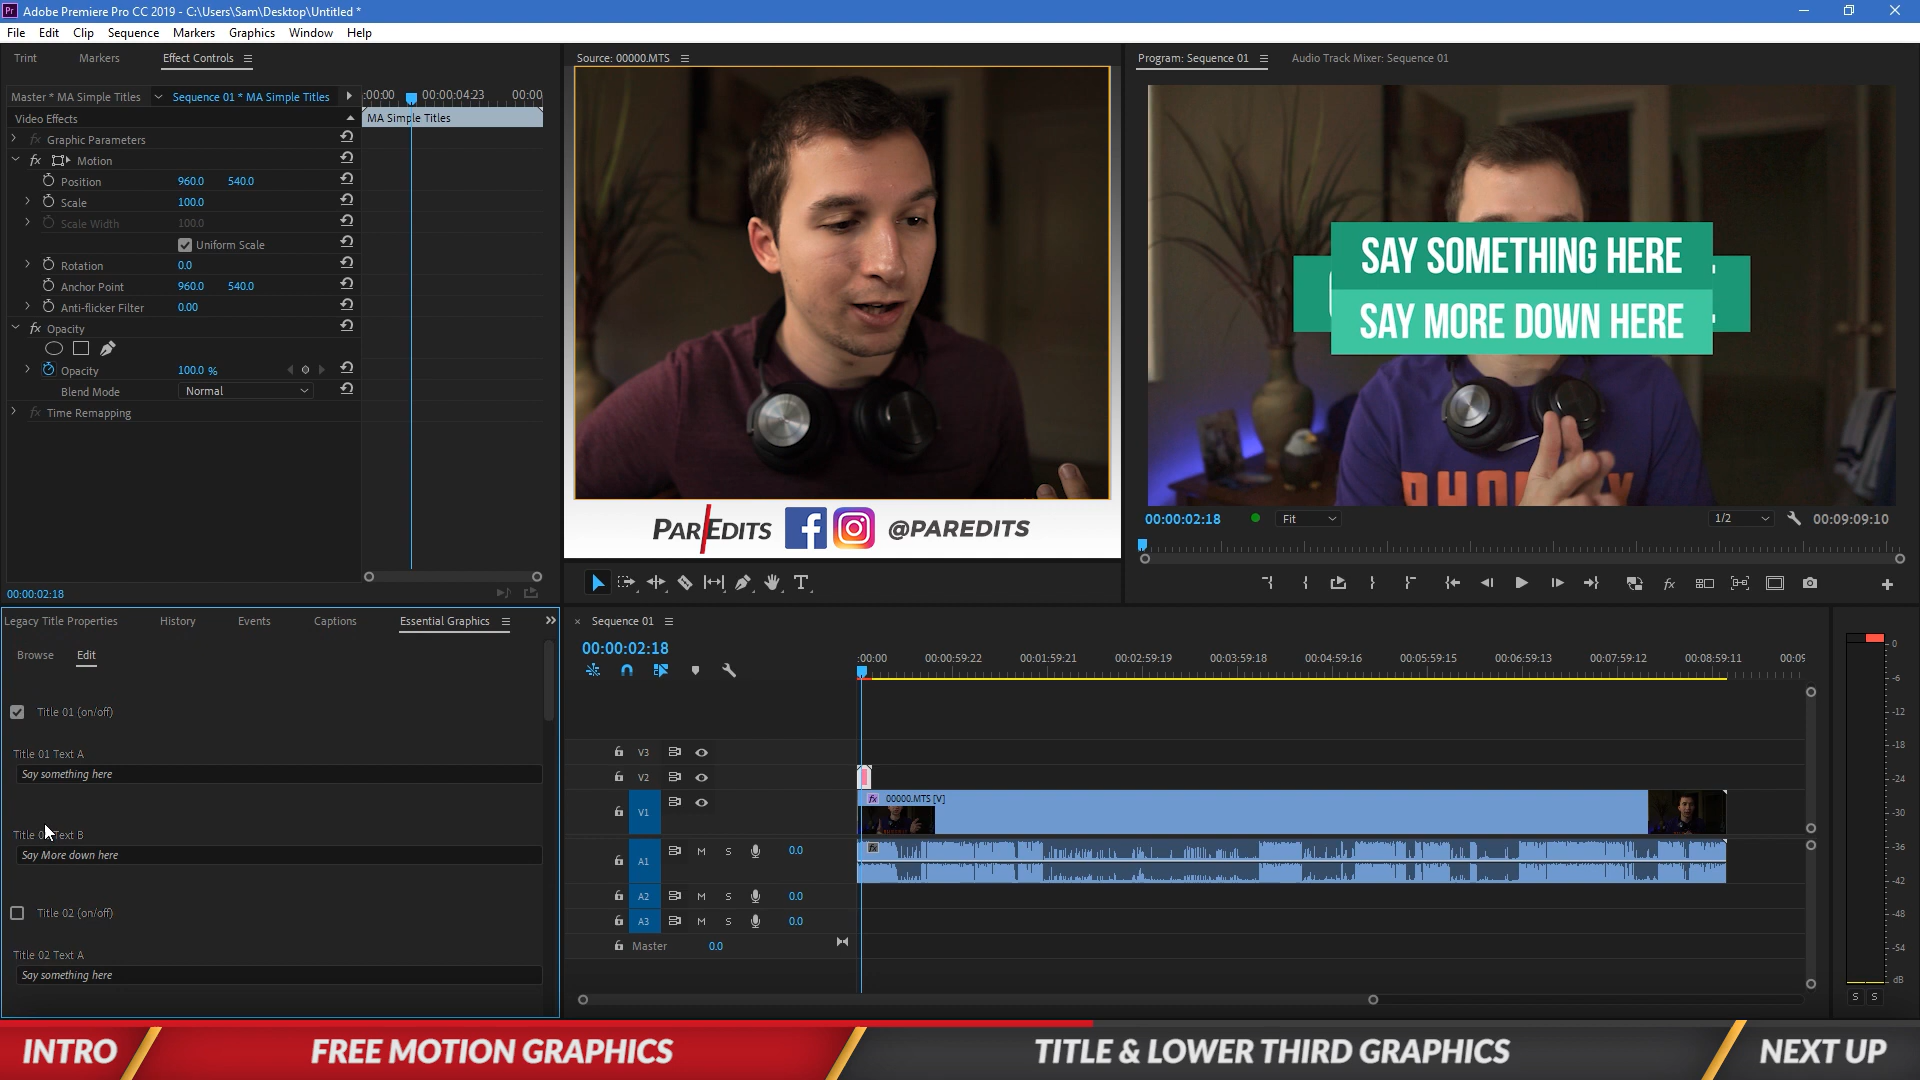 Adobe Premiere Pro CC 2019 - C:\Users\Sam\Desktop\Untitled *
File Edit Clip Sequence Markers Graphics Window Help
Trint Markers Effect Controls
Master * MA Simple Titles Sequence 01 * MA Simple Titles
:00:00 00:00:04:23 00:00
Video Effects
MA Simple Titles
fx Graphic Parameters
fx Motion
Position 960.0 540.0
Scale 100.0
Scale Width 100.0
Uniform Scale
Rotation 0.0
Anchor Point 960.0 540.0
Anti-flicker Filter 0.00
fx Opacity
Opacity 100.0 %
Blend Mode Normal
fx Time Remapping
00:00:02:18
Source: 00000.MTS
PAR/EDITS @PAREDITS
Program: Sequence 01 Audio Track Mixer: Sequence 01
SAY SOMETHING HERE
SAY MORE DOWN HERE
00:00:02:18 Fit 1/2 00:09:09:10
Legacy Title Properties History Events Captions Essential Graphics
Browse Edit
Title 01 (on/off)
Title 01 Text A
Say something here
Text B
Say More down here
Title 02 (on/off)
Title 02 Text A
Say something here
Sequence 01
00:00:02:18
:00:00 00:00:59:22 00:01:59:21 00:02:59:19 00:03:59:18 00:04:59:16 00:05:59:15 00:06:59:13 00:07:59:12 00:08:59:11 00:09
V3
V2
V1 fx 00000.MTS [V]
A1 M S 0.0 fx
A2 M S 0.0
A3 M S 0.0
Master 0.0
0
-6
-12
-18
-24
-30
-36
-42
-48
-54
dB
S S
INTRO FREE MOTION GRAPHICS TITLE & LOWER THIRD GRAPHICS NEXT UP